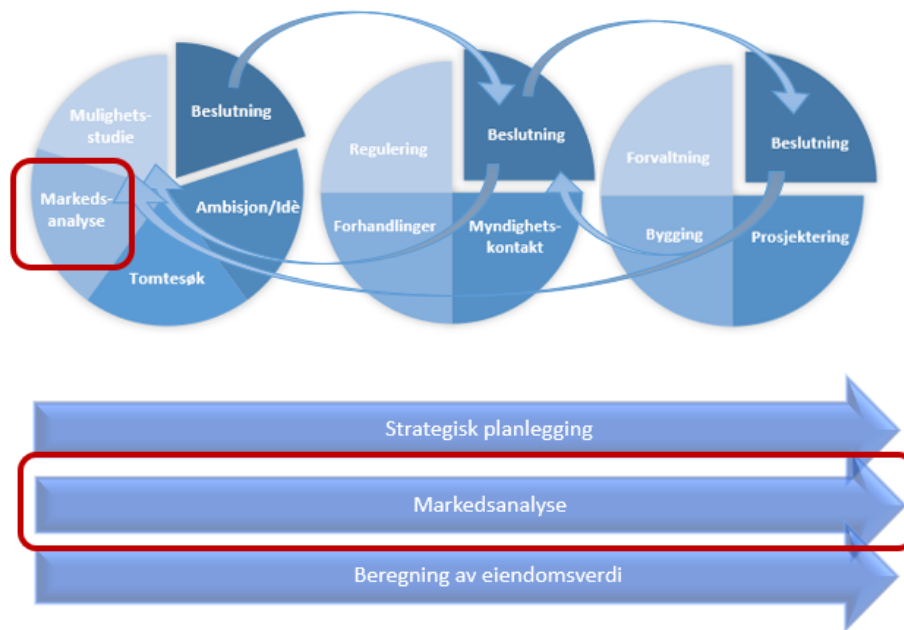 Mulighets-
studie
Beslutning
Markeds-
analyse
Ambisjon/Idè
Tomtesøk
Regulering
Beslutning
Forhandlinger
Myndighets-
kontakt
Forvaltning
Beslutning
Bygging
Prosjektering
Strategisk planlegging
Markedsanalyse
Beregning av eiendomsverdi